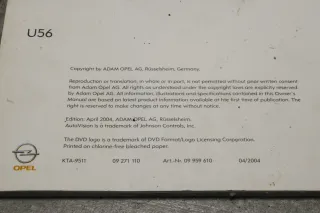 U56
Copyright by ADAM OPEL AG, Rüsselsheim, Germany.
Reproduction or translation, in whole or in part, is not permitted without prior written consent
from Adam Opel AG. All rights as understood under the copyright laws are explicitly reserved
by Adam Opel AG. All information, illustrations and specifications contained in this Owner's
Manual are based on latest product information available at the time of publication. The
right is reserved to make changes at any time without notice.
Edition: April 2004, ADAM OPEL AG, Rüsselsheim.
AutoVision is a trademark of Johnson Controls, Inc.
The DVD logo is a trademark of DVD Format/Logo Licensing Corporation.
Printed on chlorine-free bleached paper.
KTA-9511 09 271 110 Art.-Nr. 09 959 610 04/2004
OPEL